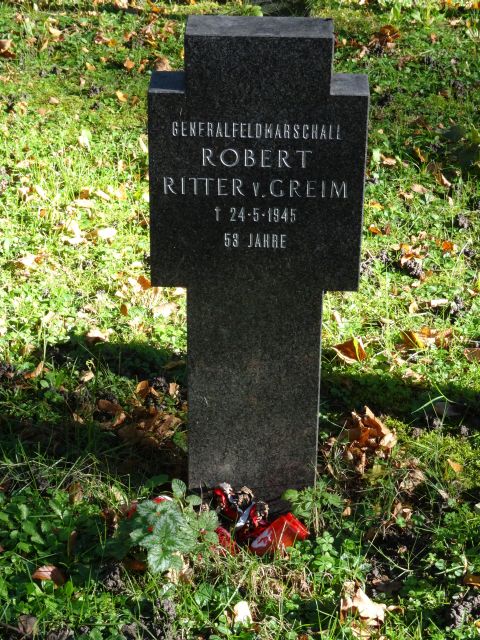 GENERALFELDMARSCHALL
ROBERT
RITTER v. GREIM
† 24·5·1945
53 JAHRE